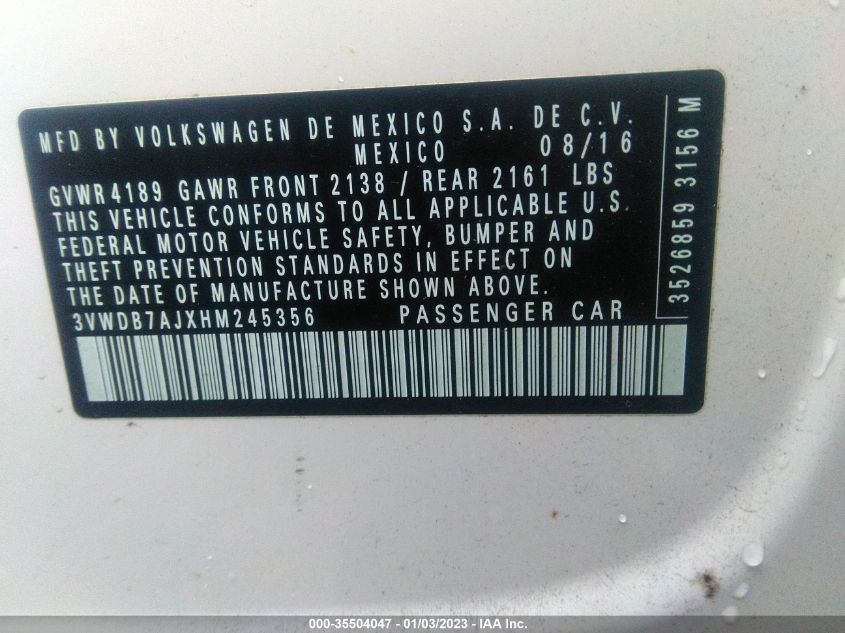 MFD BY VOLKSWAGEN DE MEXICO S.A. DE C.V.
MEXICO 08/16
GVWR 4189 GAWR FRONT 2138 / REAR 2161 LBS
THIS VEHICLE CONFORMS TO ALL APPLICABLE U.S.
FEDERAL MOTOR VEHICLE SAFETY, BUMPER AND
THEFT PREVENTION STANDARDS IN EFFECT ON
THE DATE OF MANUFACTURE SHOWN ABOVE.
3VWDB7AJXHM245356 PASSENGER CAR
3526859 3156 M
000-35504047 - 01/03/2023 - IAA Inc.